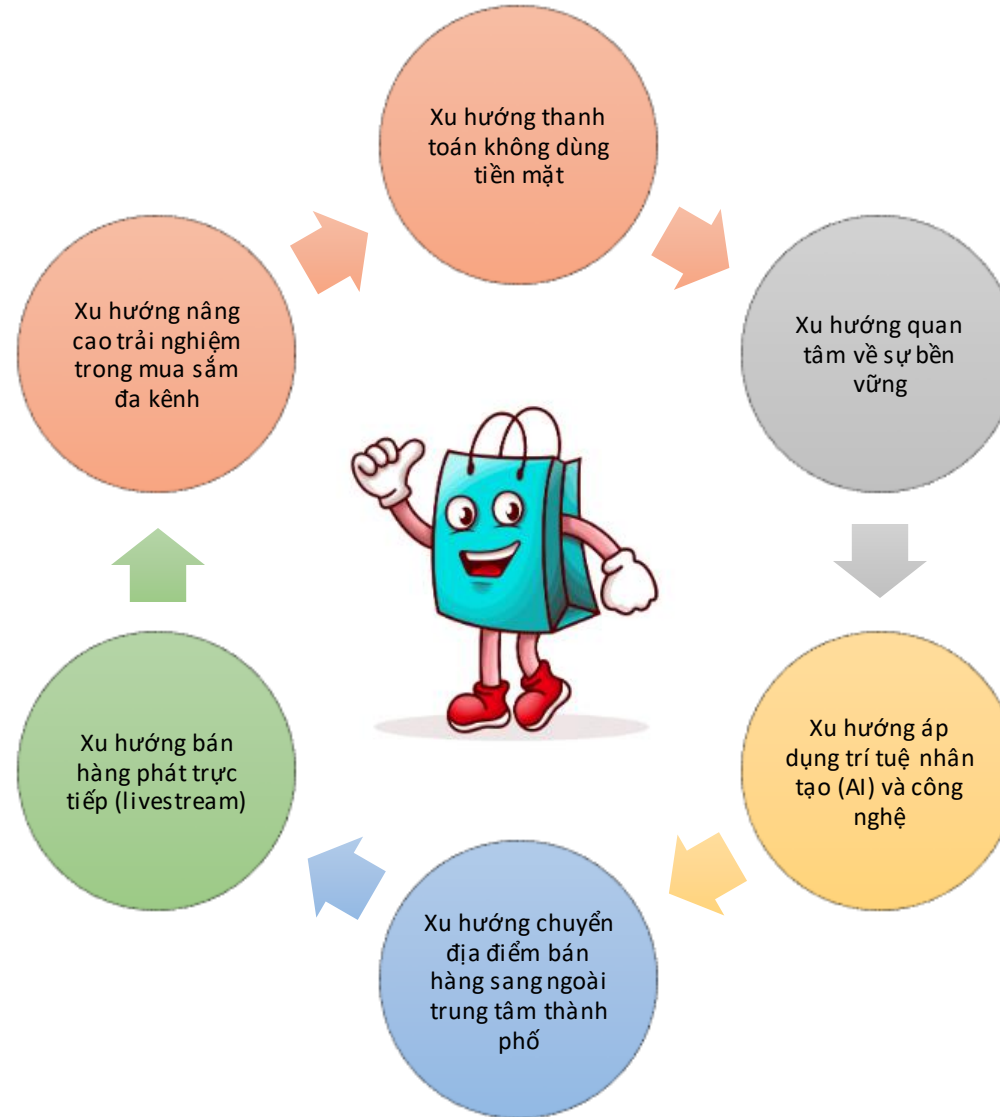 Xu hướng thanh
toán không dùng
tiền mặt
Xu hướng quan
tâm về sự bền
vững
Xu hướng áp
dụng trí tuệ nhân
tạo (AI) và công
nghệ
Xu hướng chuyển
địa điểm bán
hàng sang ngoài
trung tâm thành
phố
Xu hướng bán
hàng phát trực
tiếp (livestream)
Xu hướng nâng
cao trải nghiệm
trong mua sắm
đa kênh